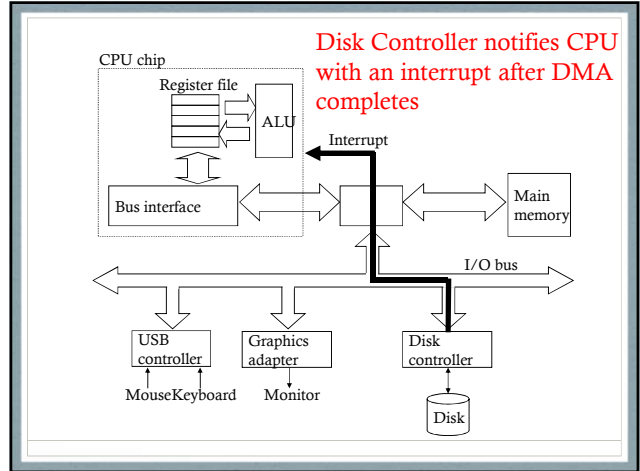 Disk Controller notifies CPU
with an interrupt after DMA
completes
CPU chip
Register file
ALU
Interrupt
Bus interface
Main
memory
I/O bus
USB
controller
Graphics
adapter
Disk
controller
MouseKeyboard
Monitor
Disk